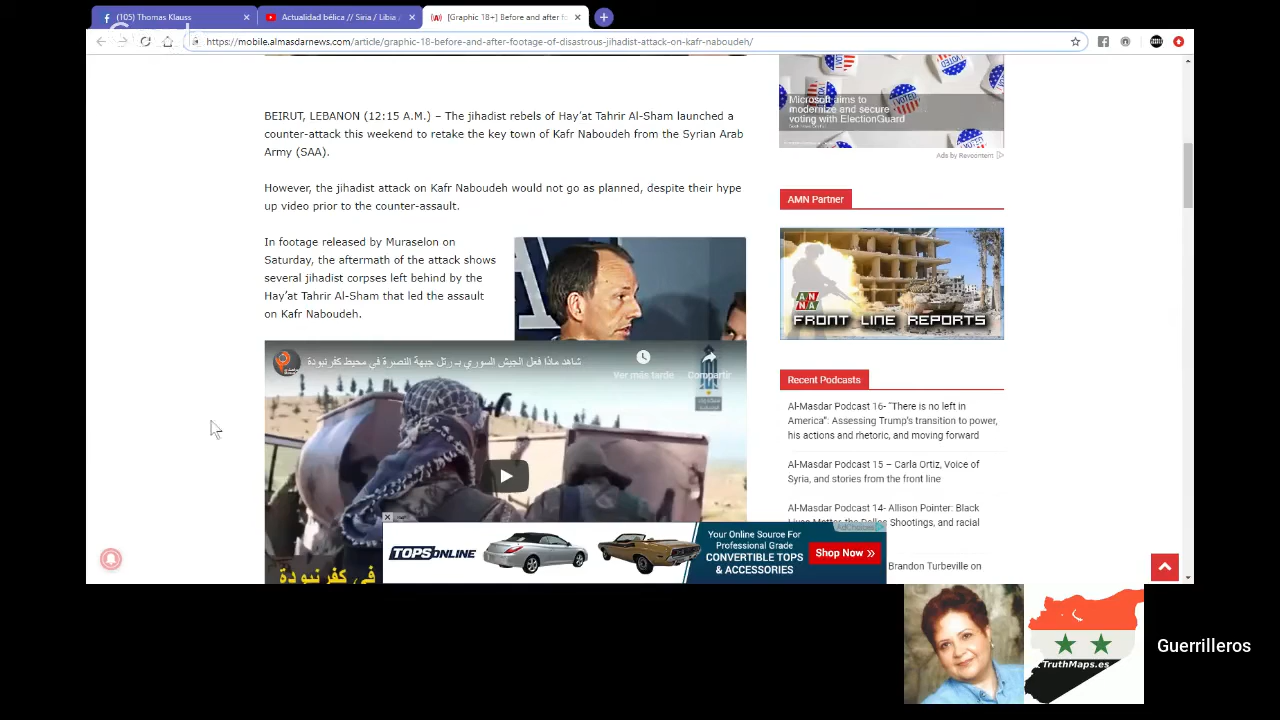 (105) Thomas Klauss
Actualidad bélica // Siria / Libia
[Graphic 18+] Before and after fo
https://mobile.almasdarnews.com/article/graphic-18-before-and-after-footage-of-disastrous-jihadist-attack-on-kafr-naboudeh/
BEIRUT, LEBANON (12:15 A.M.) – The jihadist rebels of Hay'at Tahrir Al-Sham launched a
counter-attack this weekend to retake the key town of Kafr Naboudeh from the Syrian Arab
Army (SAA).
However, the jihadist attack on Kafr Naboudeh would not go as planned, despite their hype
up video prior to the counter-assault.
In footage released by Muraselon on
Saturday, the aftermath of the attack shows
several jihadist corpses left behind by the
Hay'at Tahrir Al-Sham that led the assault
on Kafr Naboudeh.
شاهد ماذا فعل الجيش السوري بـ رتل جبهة النصرة في محيط كفرنبودة
Ver más tarde
Compartir
في كفرنبودة
TOPSONLINE
Your Online Source For
Professional Grade
CONVERTIBLE TOPS
& ACCESSORIES
Shop Now »
VOTED
Microsoft aims to
modernize and secure
voting with ElectionGuard
Ads by Revcontent
AMN Partner
ANNA
FRONT LINE REPORTS
Recent Podcasts
Al-Masdar Podcast 16- "There is no left in
America": Assessing Trump's transition to power,
his actions and rhetoric, and moving forward
Al-Masdar Podcast 15 – Carla Ortiz, Voice of
Syria, and stories from the front line
Al-Masdar Podcast 14- Allison Pointer: Black
Lives Matter, the Dallas Shootings, and racial
Brandon Turbeville on
TruthMaps.es
Guerrilleros